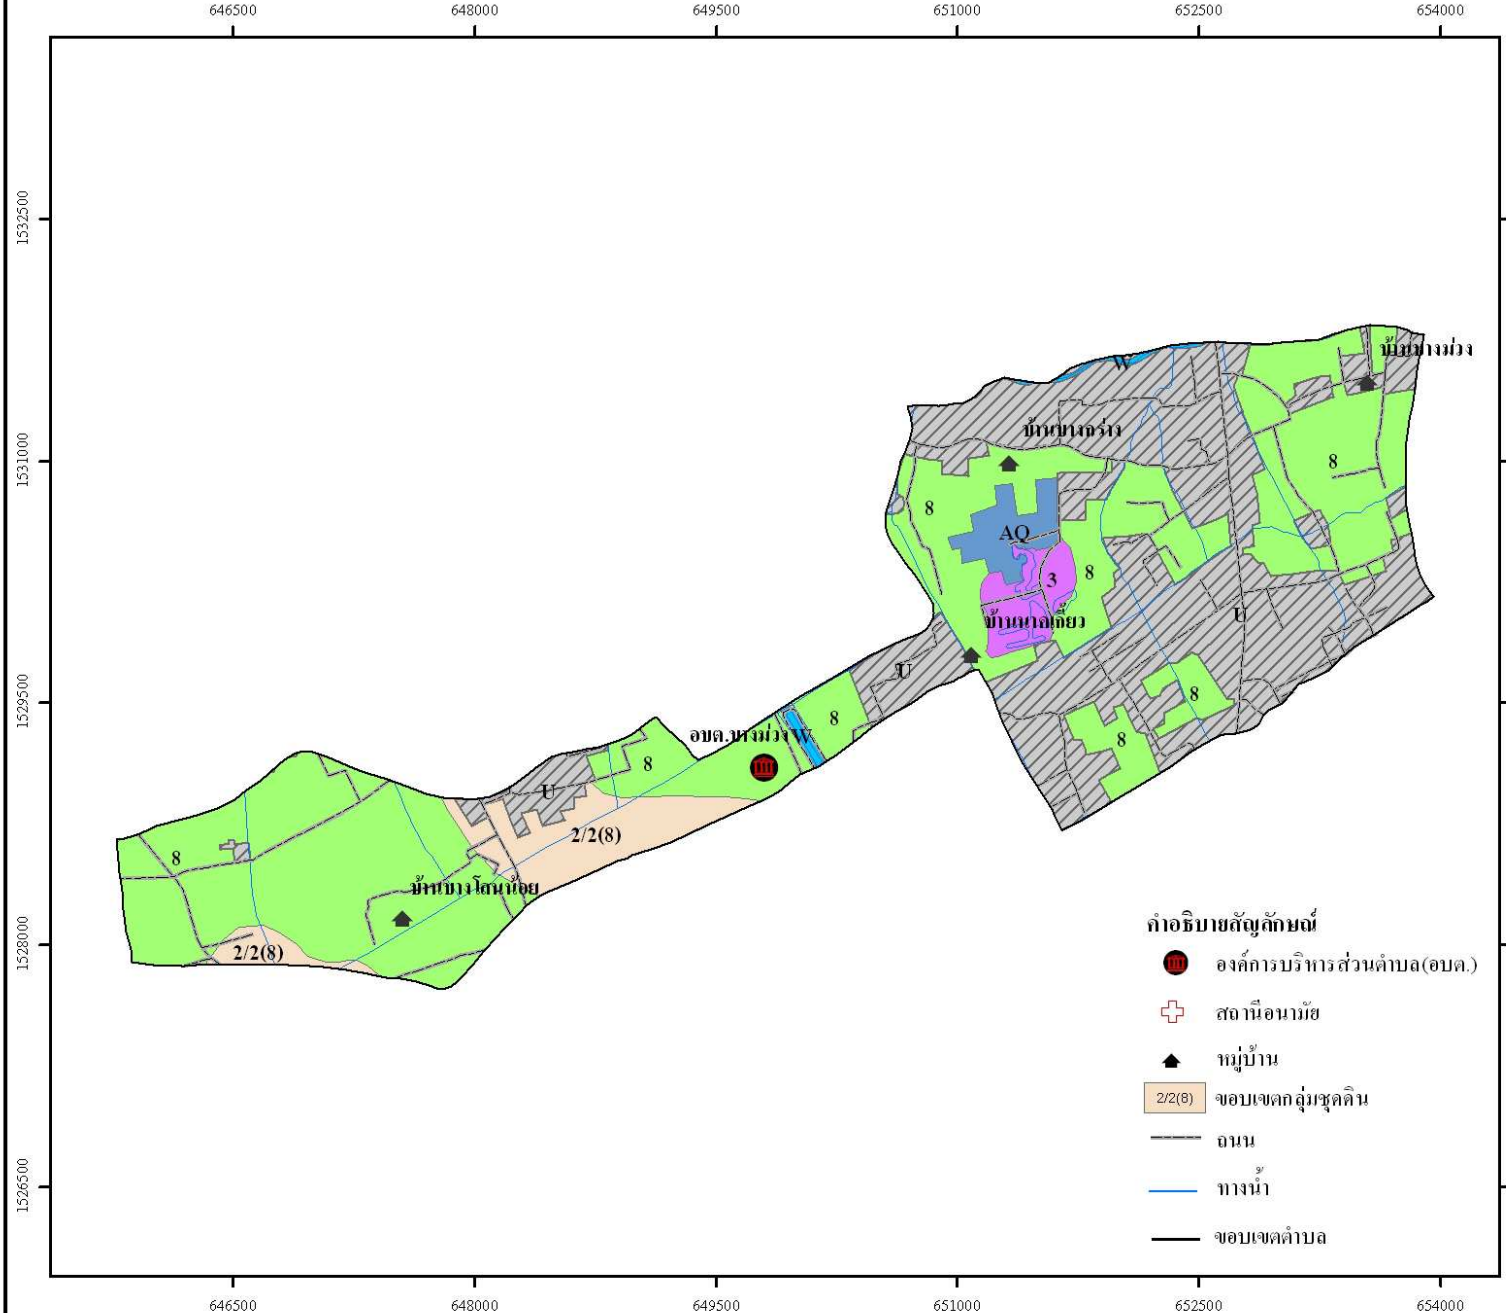 646500 648000 649500 651000 652500 654000
1532500
1531000
1529500
1528000
1526500
W
บ้านบางม่วง
บ้านบางกร่าง
8
8
AQ
8
3
บ้านนาคเกี้ยว
U
U
8
8
8
อบต.บางม่วง W
8
U
2/2(8)
8
บ้านบางโสนน้อย
2/2(8)
คำอธิบายสัญลักษณ์
องค์การบริหารส่วนตำบล(อบต.)
สถานีอนามัย
หมู่บ้าน
2/2(8) ขอบเขตกลุ่มชุดดิน
ถนน
ทางน้ำ
ขอบเขตตำบล
646500 648000 649500 651000 652500 654000